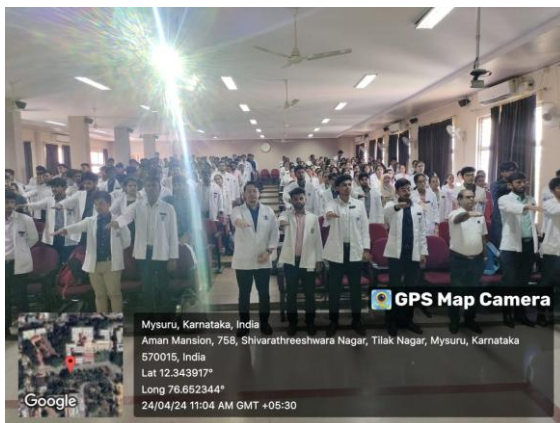 GPS Map Camera
Mysuru, Karnataka, India
Aman Mansion, 758, Shivarathreeshwara Nagar, Tilak Nagar, Mysuru, Karnataka
570015, India
Lat 12.343917°
Long 76.652344°
24/04/24 11:04 AM GMT +05:30
Google